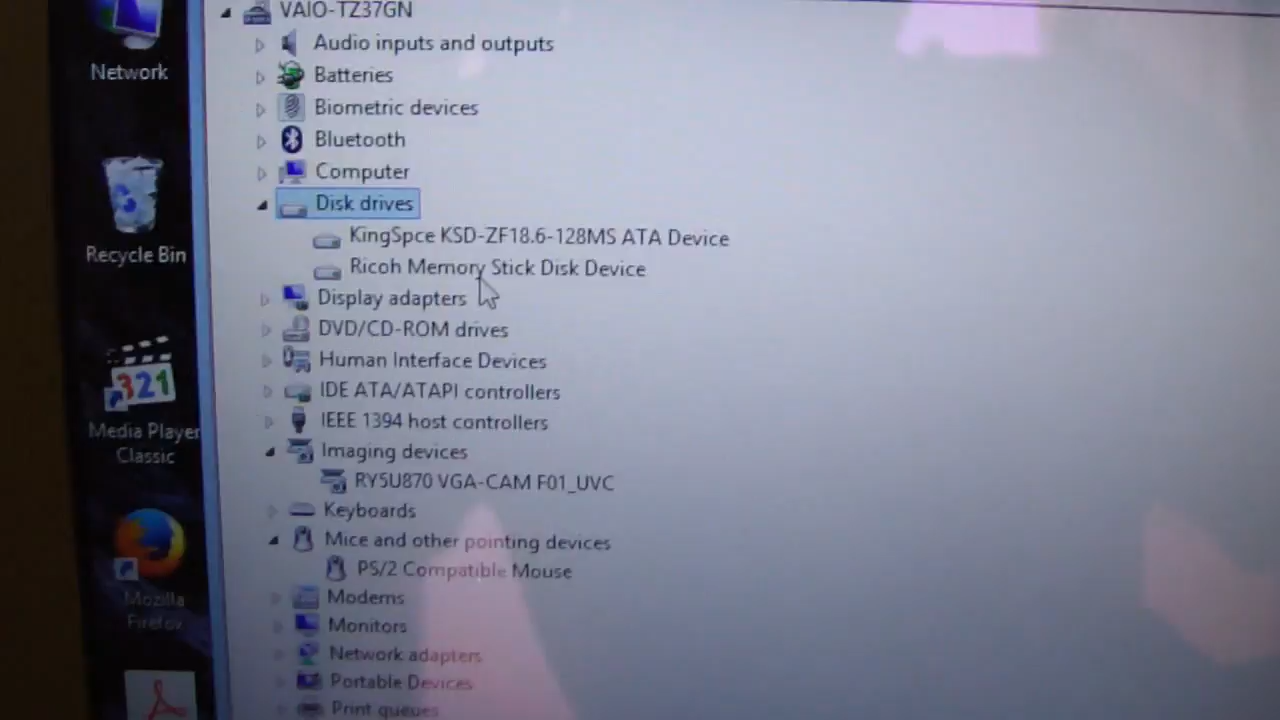 VAIO-TZ37GN
Network
Audio inputs and outputs
Batteries
Biometric devices
Bluetooth
Computer
Disk drives
KingSpce KSD-ZF18.6-128MS ATA Device
Recycle Bin
Ricoh Memory Stick Disk Device
Display adapters
DVD/CD-ROM drives
Human Interface Devices
321
IDE ATA/ATAPI controllers
IEEE 1394 host controllers
Media Player
Classic
Imaging devices
RY5U870 VGA-CAM F01_UVC
Keyboards
Mice and other pointing devices
PS/2 Compatible Mouse
Mozilla
Firefox
Modems
Monitors
Network adapters
Portable Devices
Print queues